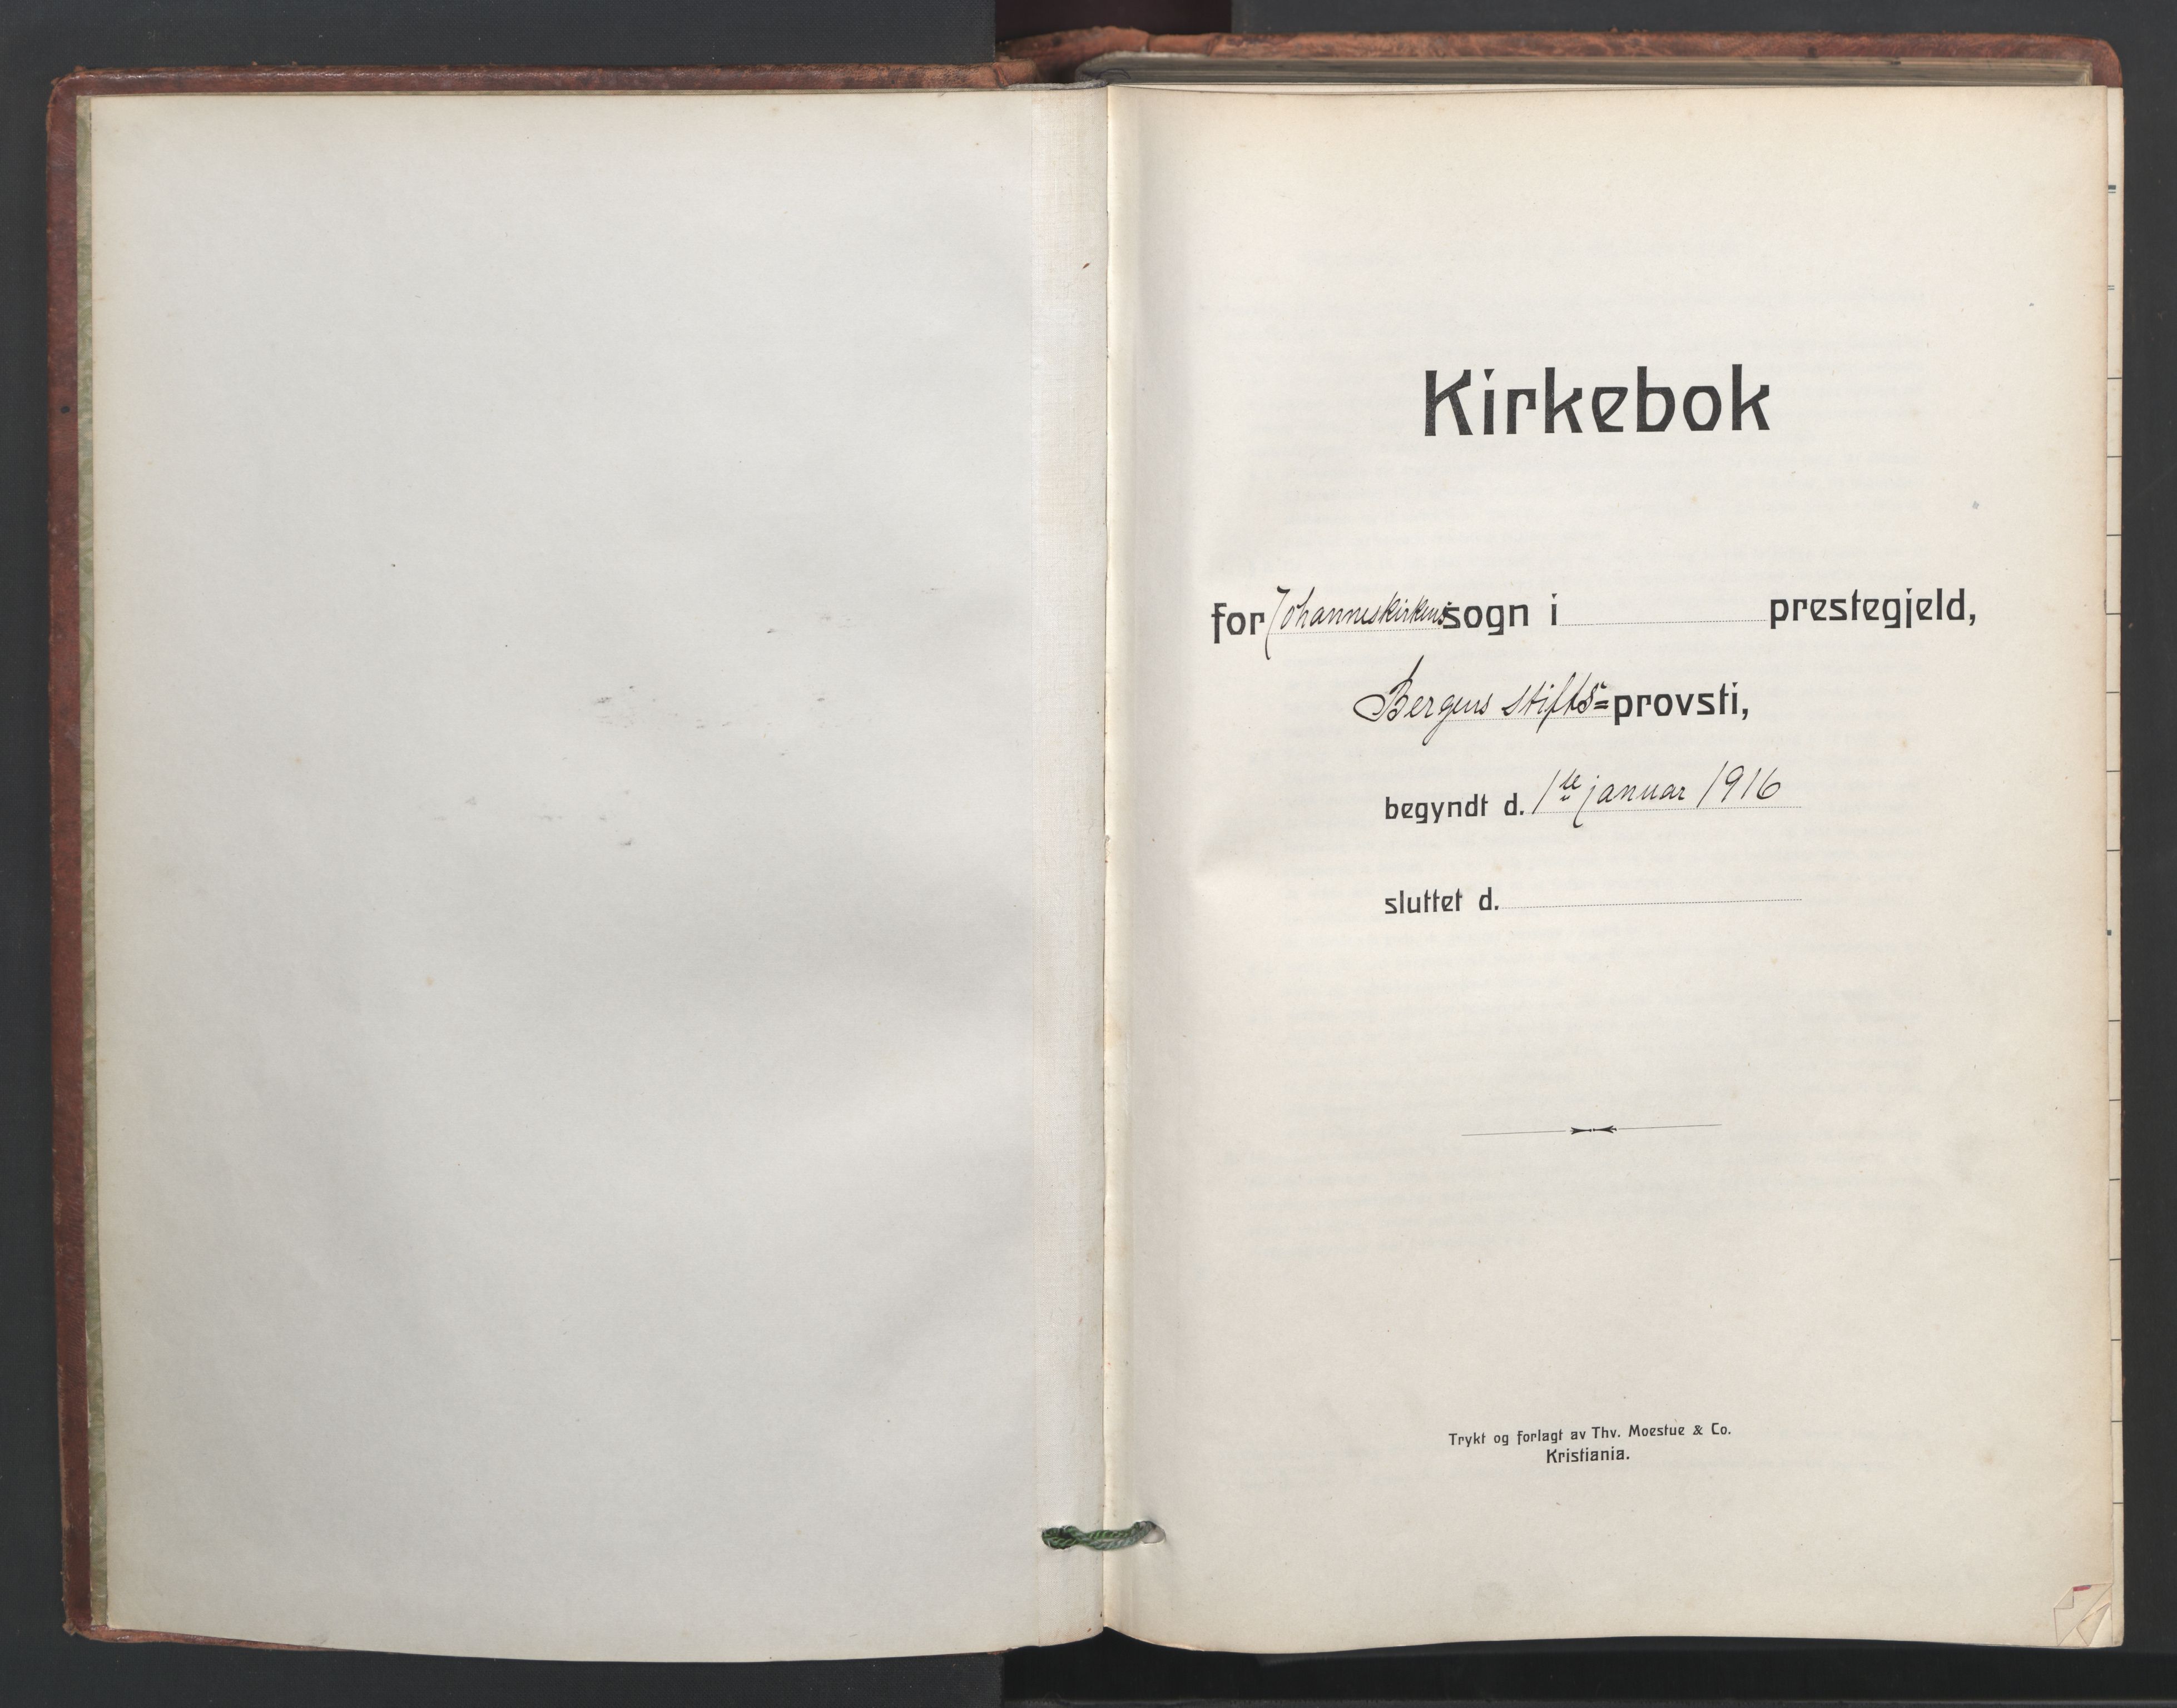 Kirkebok
for Johanneskirkens sogn i prestegjeld,
Bergens stifts=provsti,
begyndt d. 1ste januar 1916
sluttet d.
Trykt og forlagt av Thv. Moestue & Co.
Kristiania.